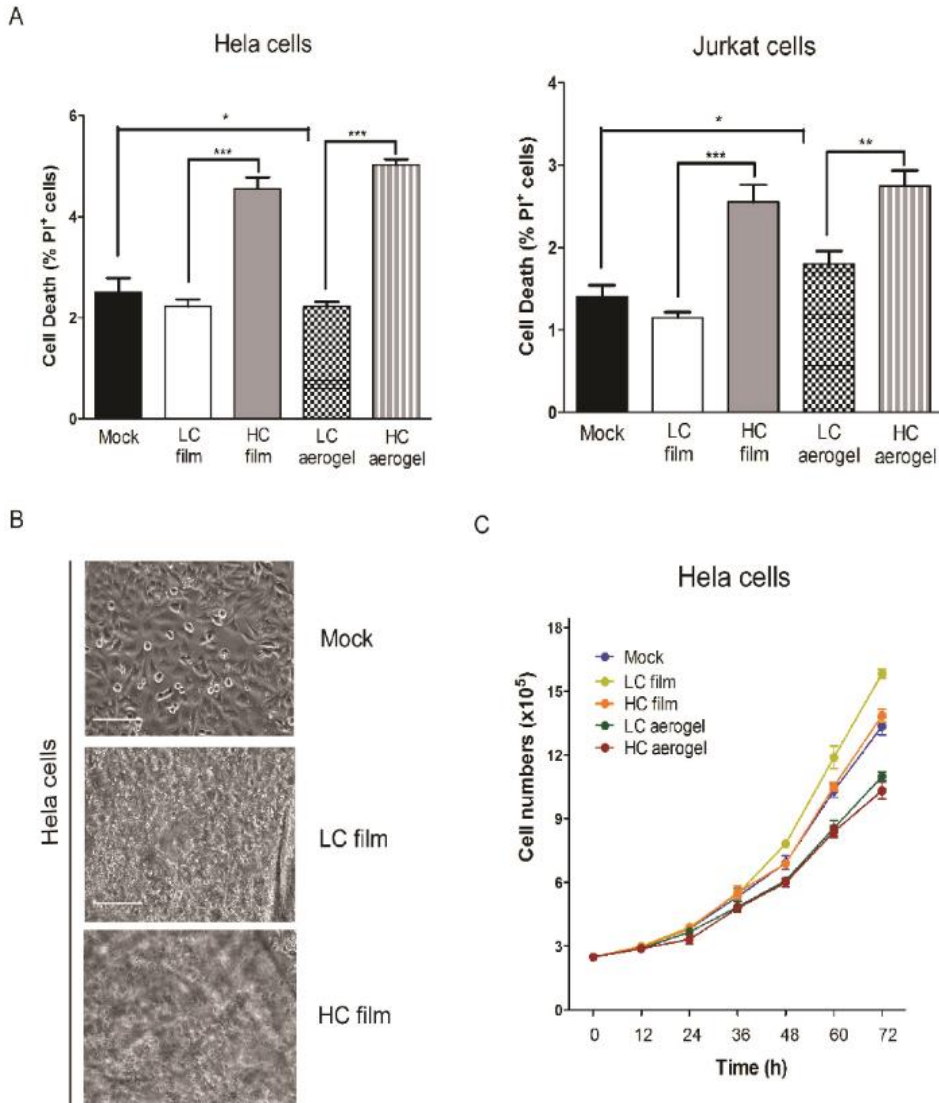 A
Hela cells
Cell Death (% PI⁺ cells)
6
4
2
0
*
***
***
Mock
LC film
HC film
LC aerogel
HC aerogel
Jurkat cells
Cell Death (% PI⁺ cells)
4
3
2
1
0
*
***
**
Mock
LC film
HC film
LC aerogel
HC aerogel
B
Hela cells
Mock
LC film
HC film
C
Hela cells
Cell numbers (x10⁵)
18
15
12
9
6
3
0
Mock
LC film
HC film
LC aerogel
HC aerogel
0 12 24 36 48 60 72
Time (h)